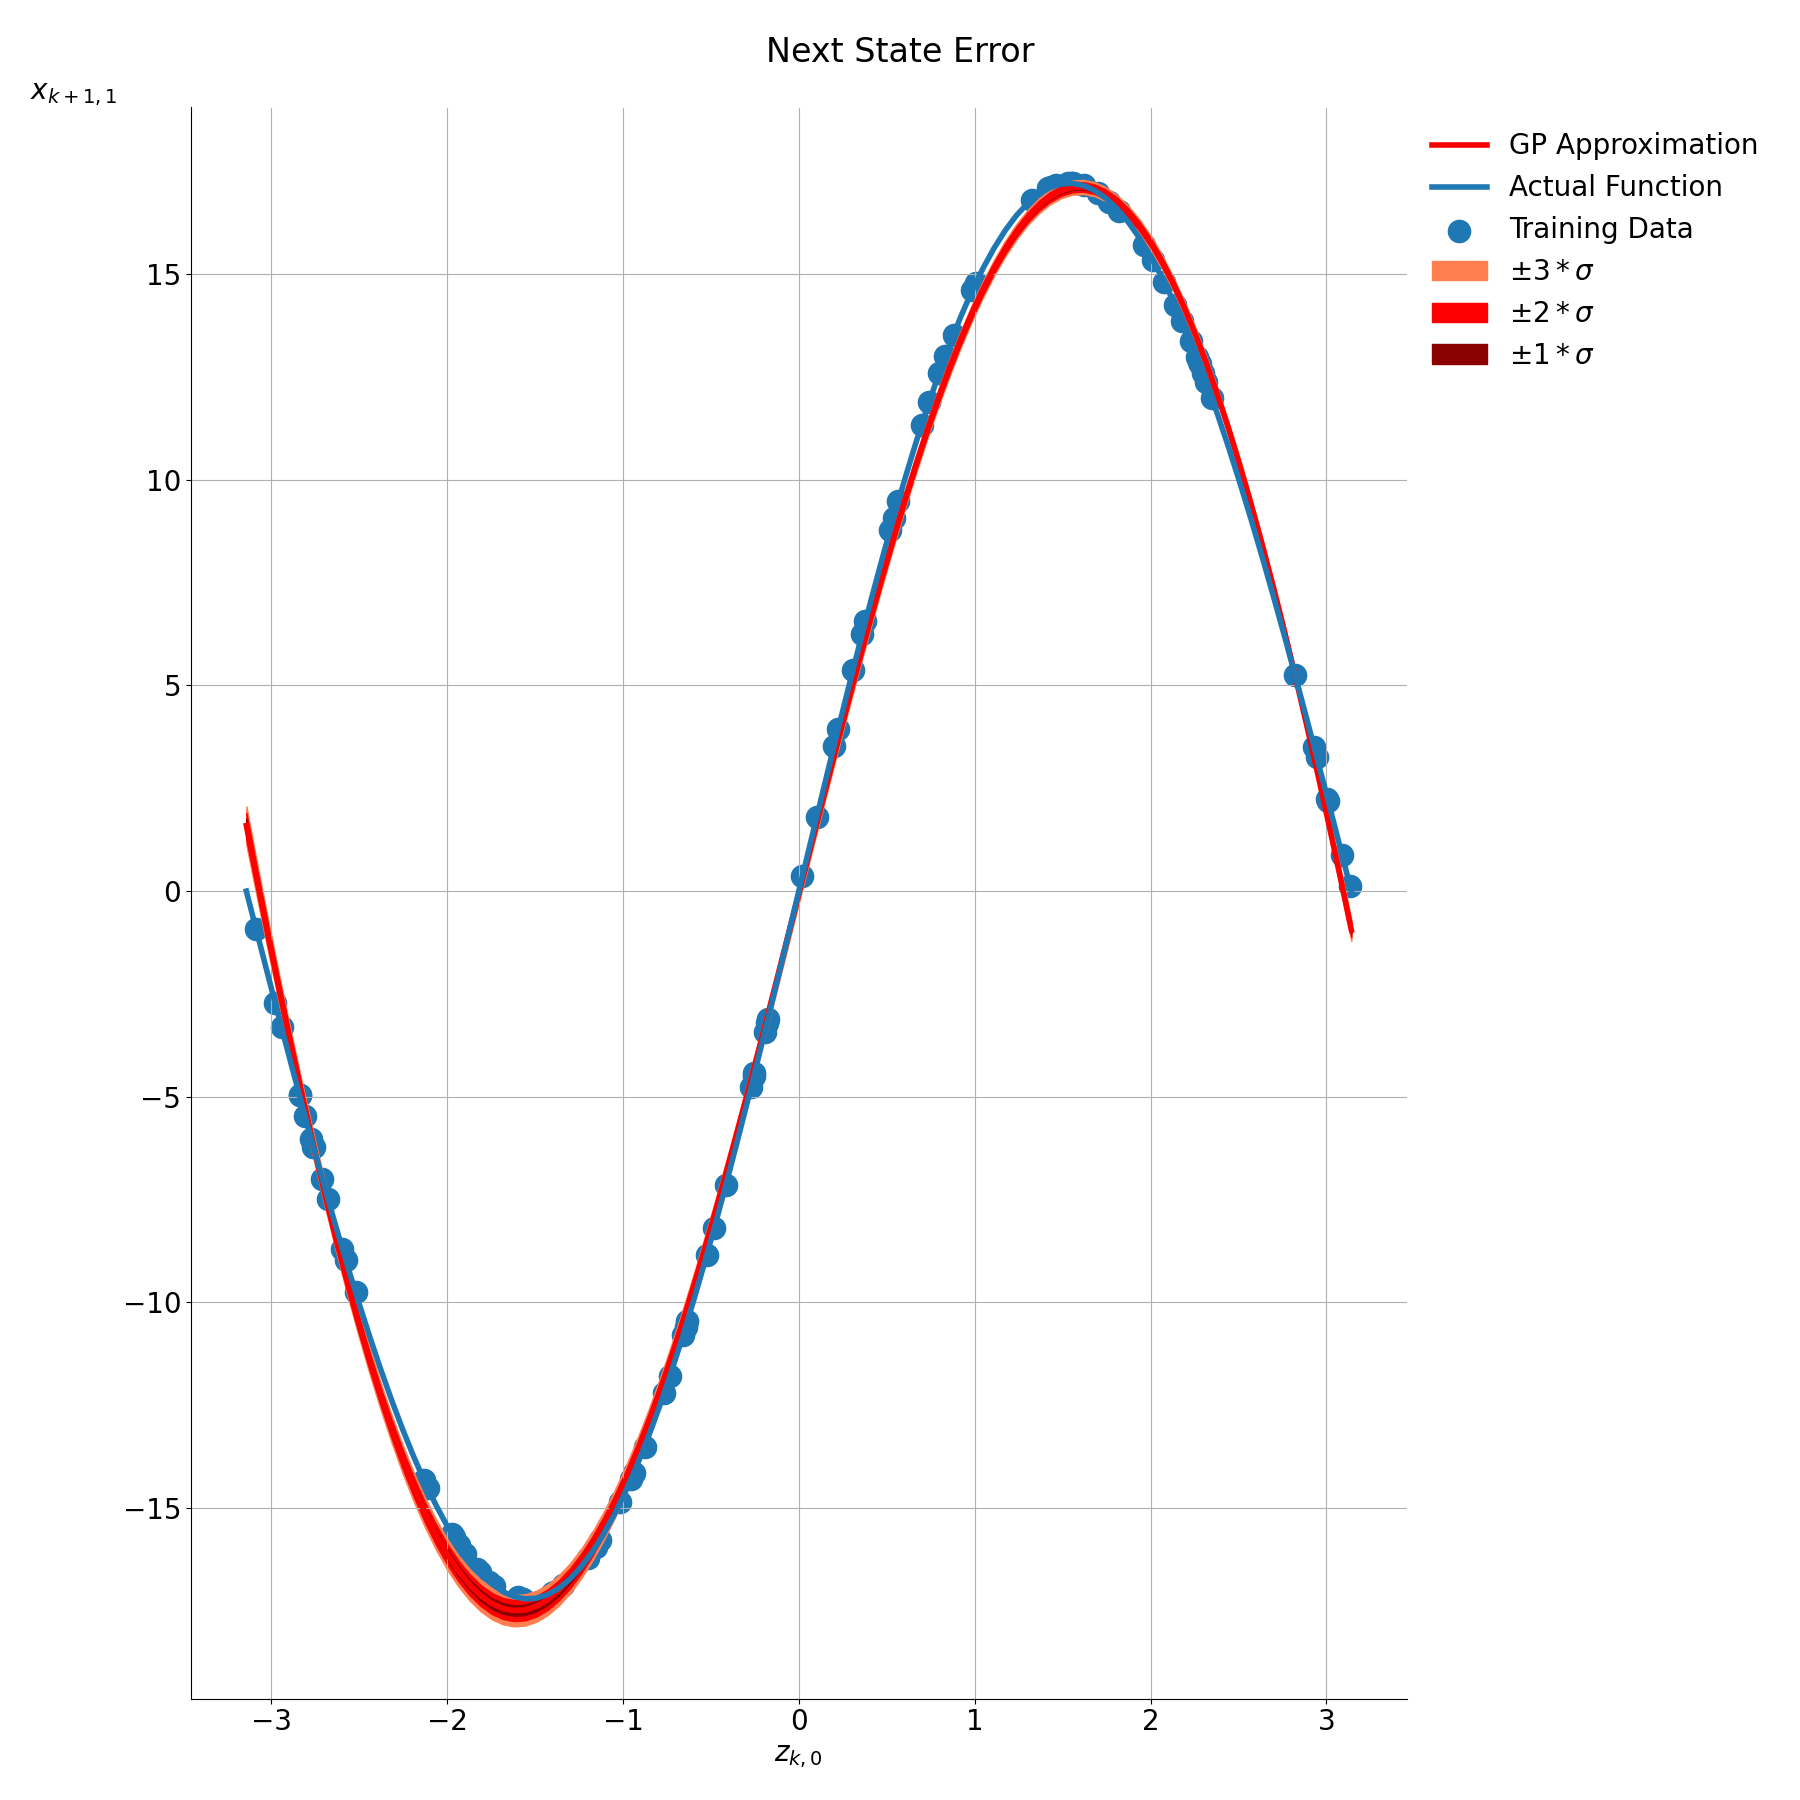 Next State Error
x_{k+1,1}
GP Approximation
Actual Function
Training Data
±3 * σ
±2 * σ
±1 * σ
15
10
5
0
−5
−10
−15
−3 −2 −1 0 1 2 3
z_{k,0}